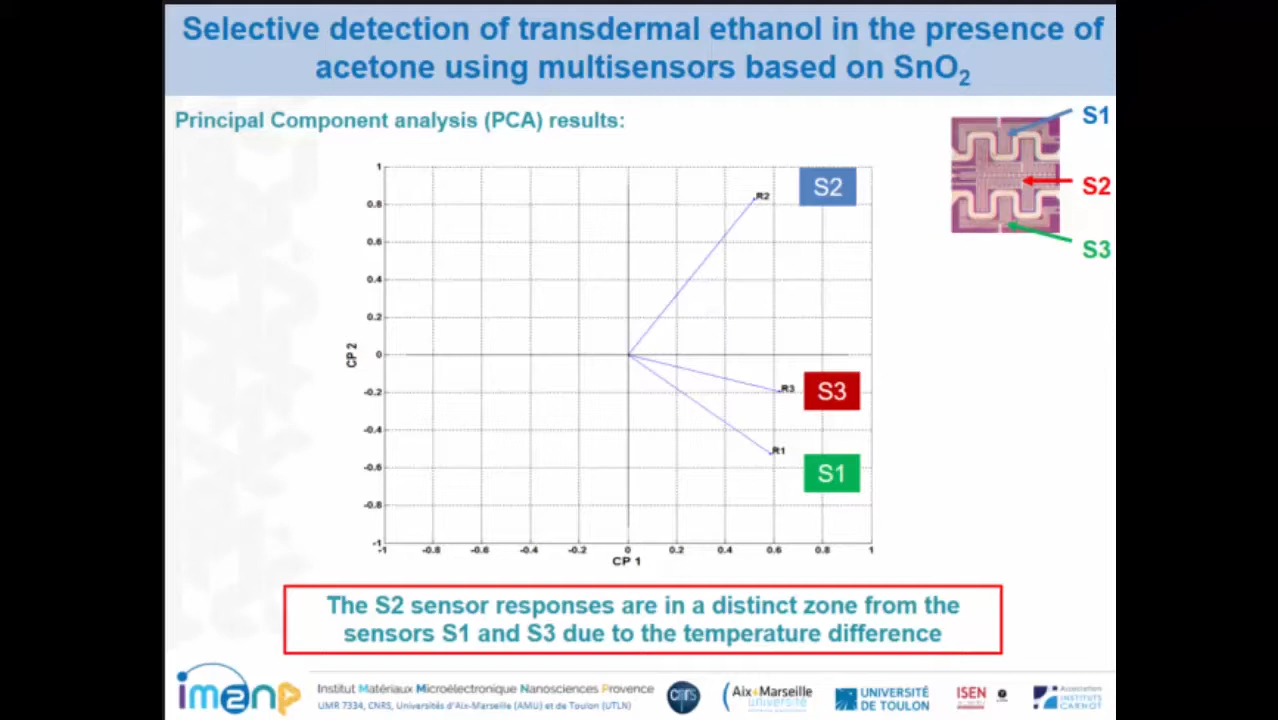 Selective detection of transdermal ethanol in the presence of
acetone using multisensors based on SnO₂
Principal Component analysis (PCA) results:
S1
S2
S3
1
0.8
0.6
0.4
0.2
0
-0.2
-0.4
-0.6
-0.8
-1
CP 2
R2
S2
R3
S3
R1
S1
-1
-0.8
-0.6
-0.4
-0.2
0
0.2
0.4
0.6
0.8
1
CP 1
The S2 sensor responses are in a distinct zone from the
sensors S1 and S3 due to the temperature difference
im2np
Institut Matériaux Microélectronique Nanosciences Provence
UMR 7334, CNRS, Universités d'Aix-Marseille (AMU) et de Toulon (UTLN)
cnrs
Aix+Marseille
université
UNIVERSITÉ
DE TOULON
ISEN
Association
INSTITUTS
CARNOT